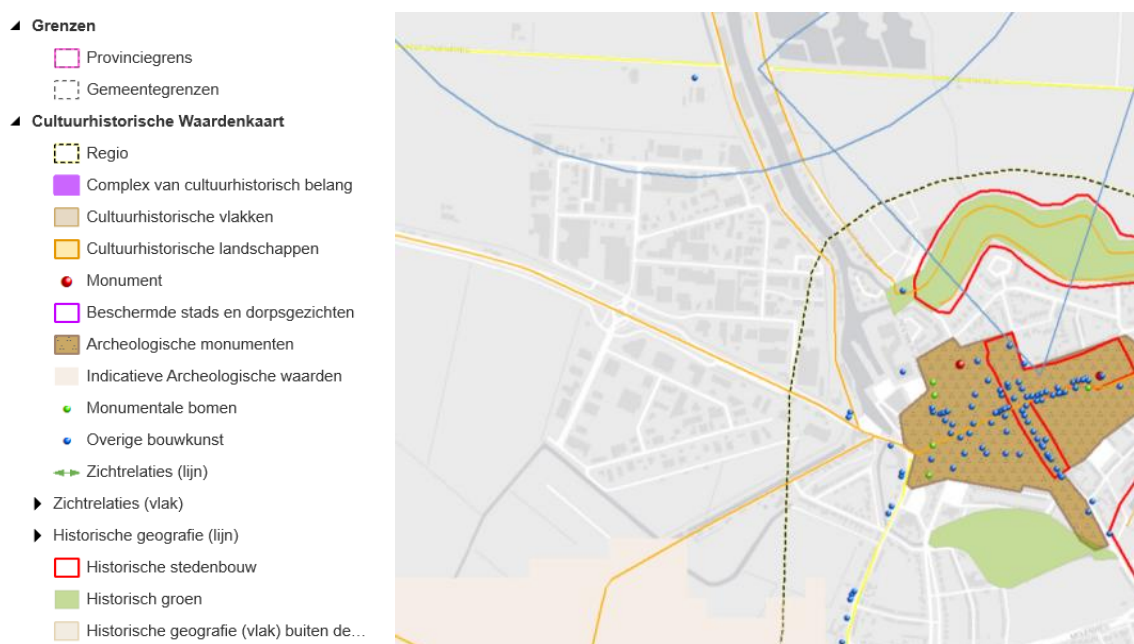 Grenzen
Provinciegrens
Gemeentegrenzen
Cultuurhistorische Waardenkaart
Regio
Complex van cultuurhistorisch belang
Cultuurhistorische vlakken
Cultuurhistorische landschappen
Monument
Beschermde stads en dorpsgezichten
Archeologische monumenten
Indicatieve Archeologische waarden
Monumentale bomen
Overige bouwkunst
Zichtrelaties (lijn)
Zichtrelaties (vlak)
Historische geografie (lijn)
Historische stedenbouw
Historisch groen
Historische geografie (vlak) buiten de…